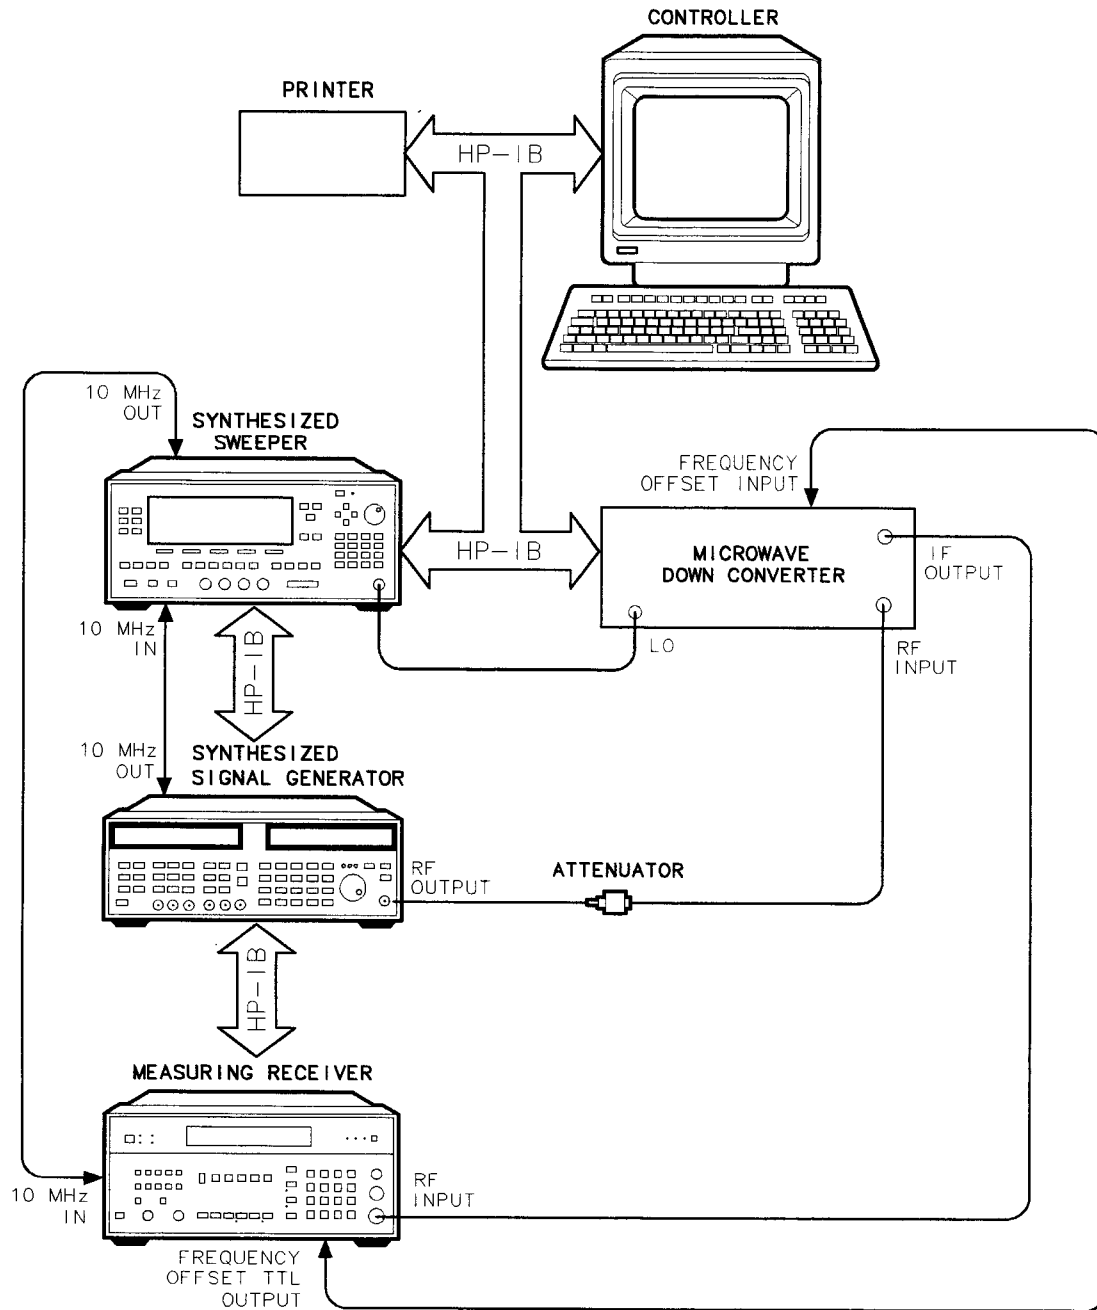 CONTROLLER
PRINTER
HP-IB
10 MHz
OUT
SYNTHESIZED
SWEEPER
FREQUENCY
OFFSET INPUT
HP-IB
MICROWAVE
DOWN CONVERTER
IF
OUTPUT
10 MHz
IN
HP-IB
LO
RF
INPUT
10 MHz
OUT
SYNTHESIZED
SIGNAL GENERATOR
RF
OUTPUT
ATTENUATOR
HP-IB
MEASURING RECEIVER
10 MHz
IN
RF
INPUT
FREQUENCY
OFFSET TTL
OUTPUT